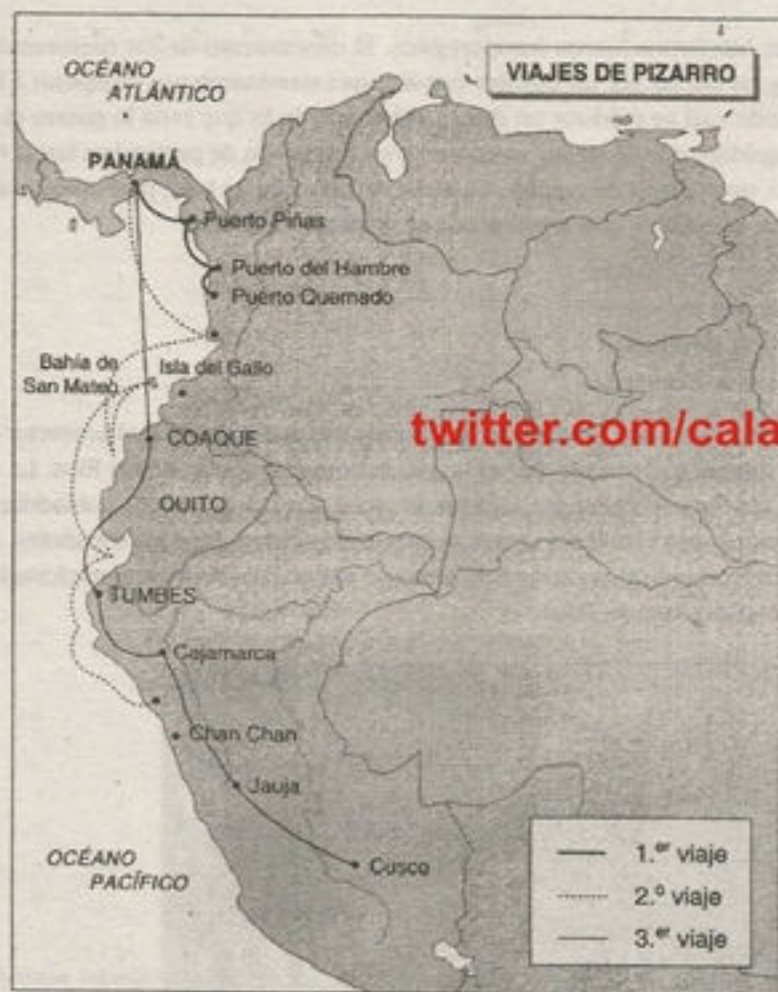 VIAJES DE PIZARRO
OCÉANO
ATLÁNTICO
PANAMÁ
Puerto Piñas
Puerto del Hambre
Puerto Quemado
Bahía de
San Mateo
Isla del Gallo
twitter.com/cala
COAQUE
QUITO
TUMBES
Cajamarca
Chan Chan
Jauja
Cusco
OCÉANO
PACÍFICO
1.er viaje
2.º viaje
3.er viaje